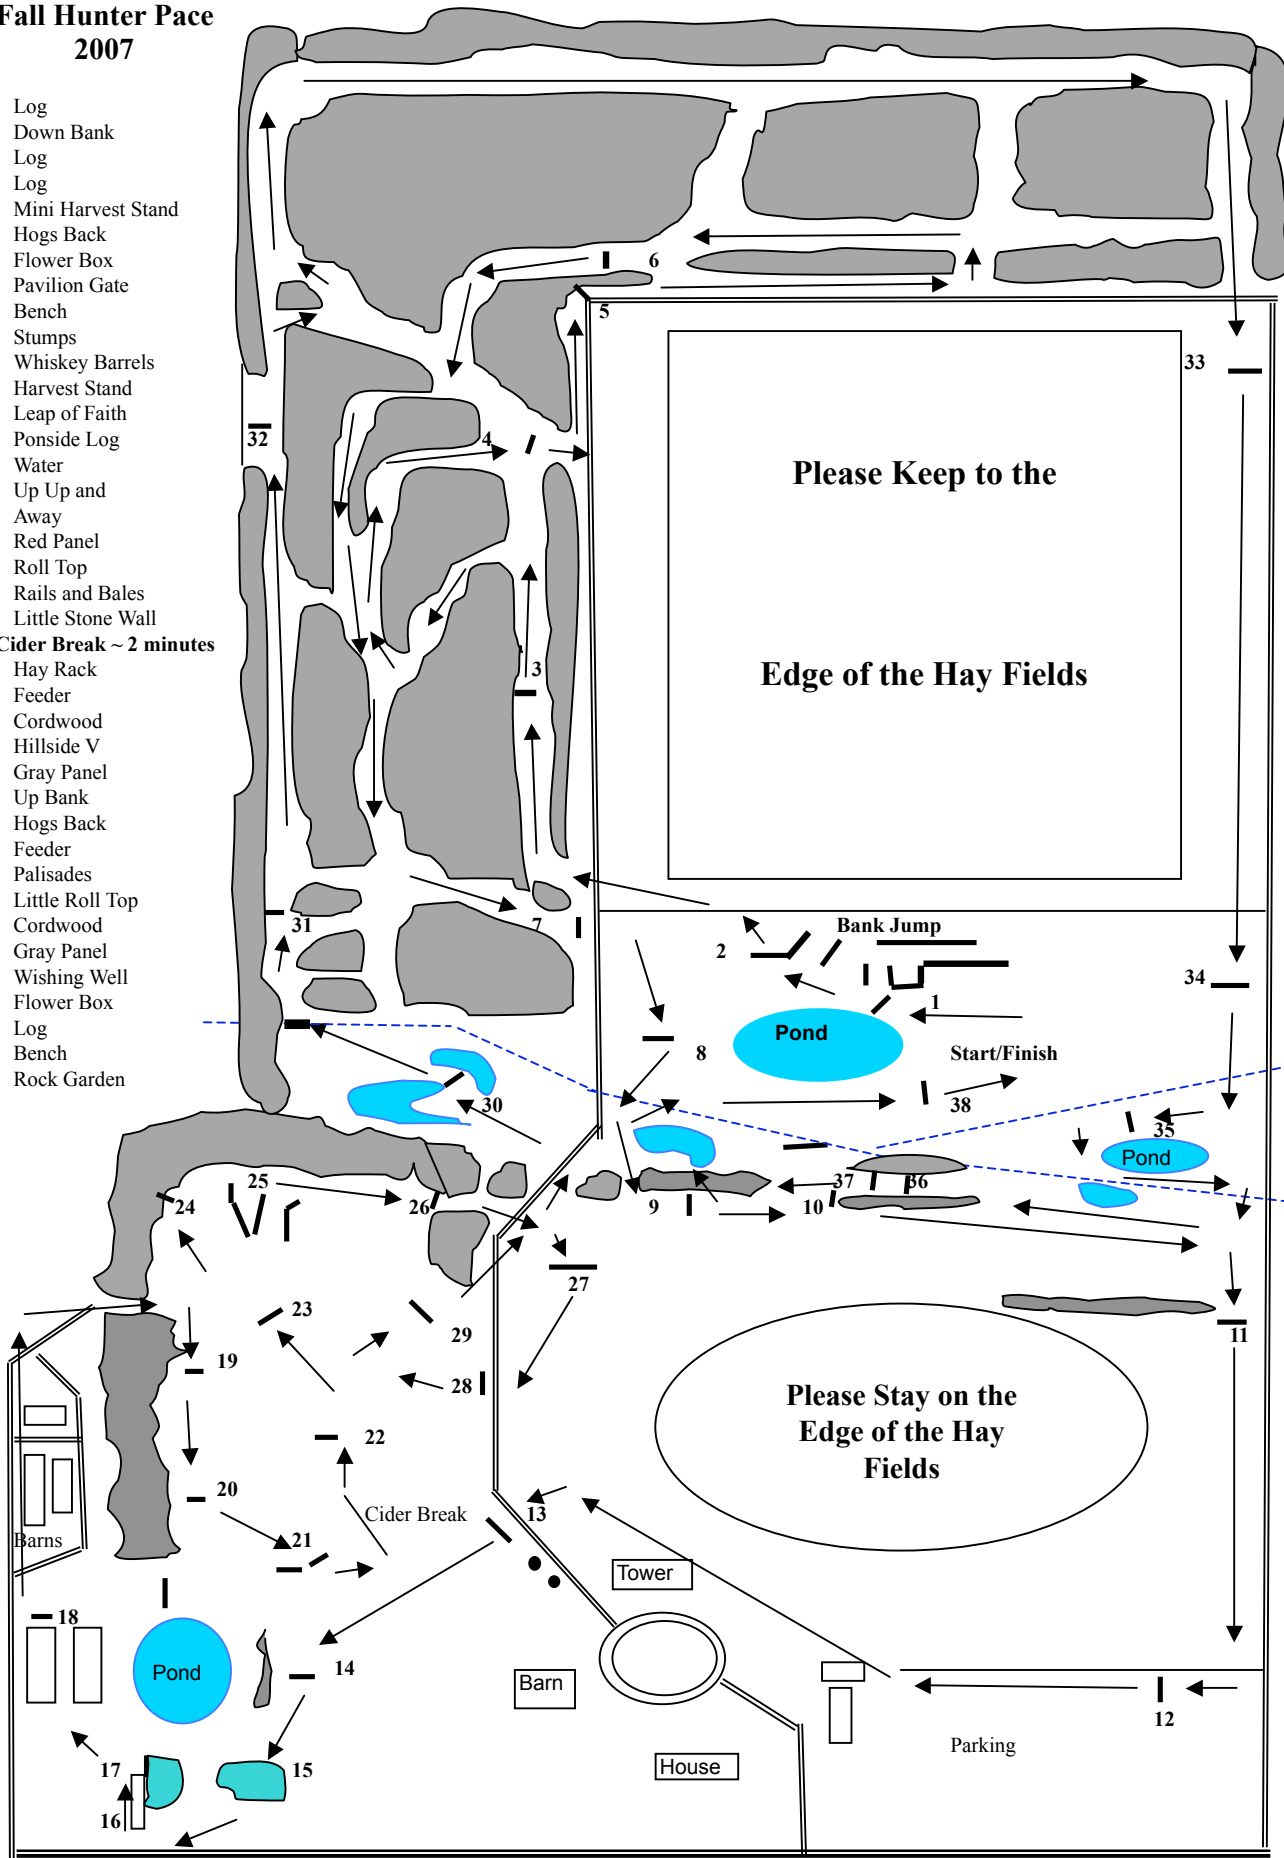 Fall Hunter Pace
2007
Log
Down Bank
Log
Log
Mini Harvest Stand
Hogs Back
Flower Box
Pavilion Gate
Bench
Stumps
Whiskey Barrels
Harvest Stand
Leap of Faith
Ponside Log
Water
Up Up and
Away
Red Panel
Roll Top
Rails and Bales
Little Stone Wall
Cider Break ~ 2 minutes
Hay Rack
Feeder
Cordwood
Hillside V
Gray Panel
Up Bank
Hogs Back
Feeder
Palisades
Little Roll Top
Cordwood
Gray Panel
Wishing Well
Flower Box
Log
Bench
Rock Garden
6
5
33
32
4
Please Keep to the
Edge of the Hay Fields
3
31
7
2
Bank Jump
34
1
Pond
8
Start/Finish
38
30
35
Pond
24
25
26
9
10
37
36
27
23
29
11
19
28
Please Stay on the
Edge of the Hay
Fields
22
20
Cider Break
13
21
Barns
Tower
18
Pond
14
Barn
12
Parking
17
15
House
16